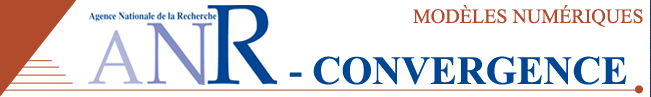 Agence Nationale de la Recherche
MODÈLES NUMÉRIQUES
ANR - CONVERGENCE